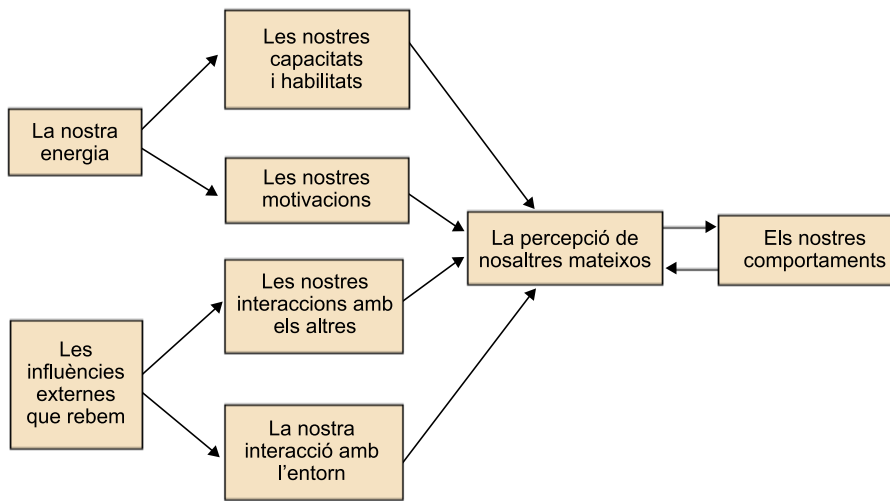 La nostra
energia
Les nostres
capacitats
i habilitats
Les nostres
motivacions
Les
influències
externes
que rebem
Les nostres
interaccions amb
els altres
La nostra
interacció amb
l’entorn
La percepció de
nosaltres mateixos
Els nostres
comportaments